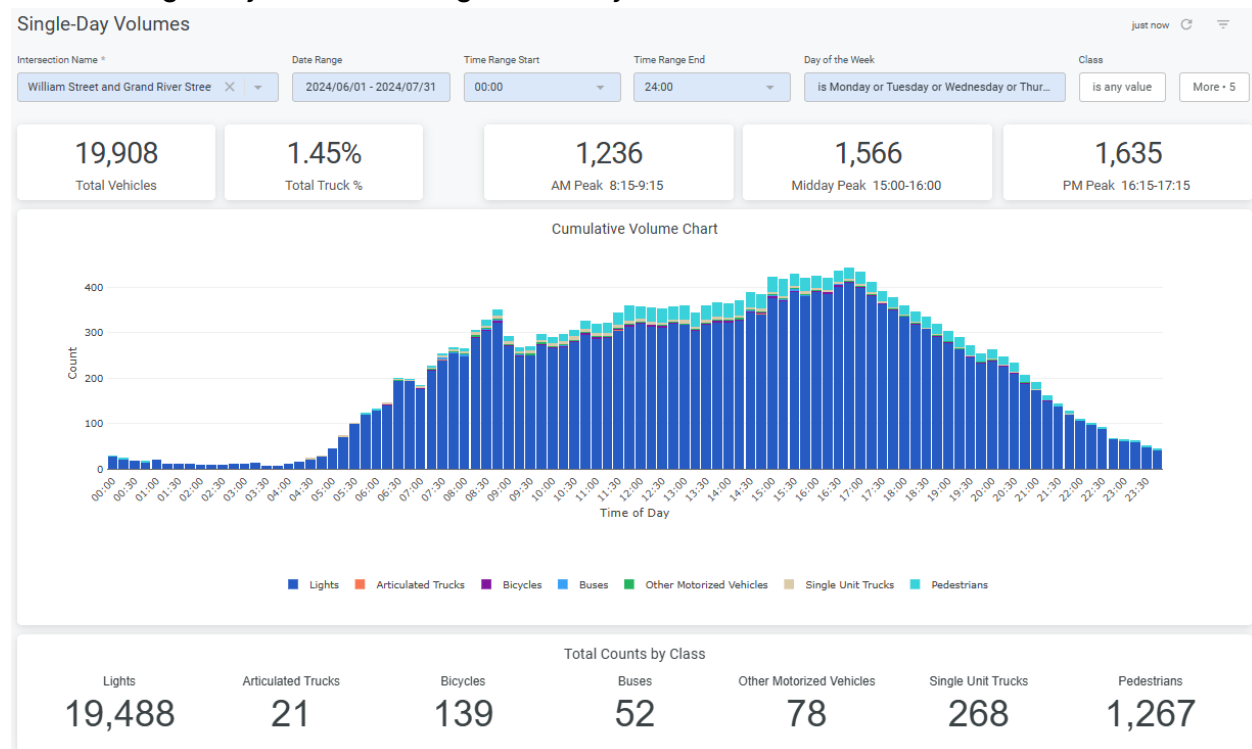 Single-Day Volumes
just now
Intersection Name *
Date Range
Time Range Start
Time Range End
Day of the Week
Class
William Street and Grand River Stree
2024/06/01 - 2024/07/31
00:00
24:00
is Monday or Tuesday or Wednesday or Thur...
is any value
More • 5
19,908
Total Vehicles
1.45%
Total Truck %
1,236
AM Peak 8:15-9:15
1,566
Midday Peak 15:00-16:00
1,635
PM Peak 16:15-17:15
Cumulative Volume Chart
Count
400
300
200
100
0
00:00 00:30 01:00 01:30 02:00 02:30 03:00 03:30 04:00 04:30 05:00 05:30 06:00 06:30 07:00 07:30 08:00 08:30 09:00 09:30 10:00 10:30 11:00 11:30 12:00 12:30 13:00 13:30 14:00 14:30 15:00 15:30 16:00 16:30 17:00 17:30 18:00 18:30 19:00 19:30 20:00 20:30 21:00 21:30 22:00 22:30 23:00 23:30
Time of Day
Lights Articulated Trucks Bicycles Buses Other Motorized Vehicles Single Unit Trucks Pedestrians
Total Counts by Class
Lights
19,488
Articulated Trucks
21
Bicycles
139
Buses
52
Other Motorized Vehicles
78
Single Unit Trucks
268
Pedestrians
1,267